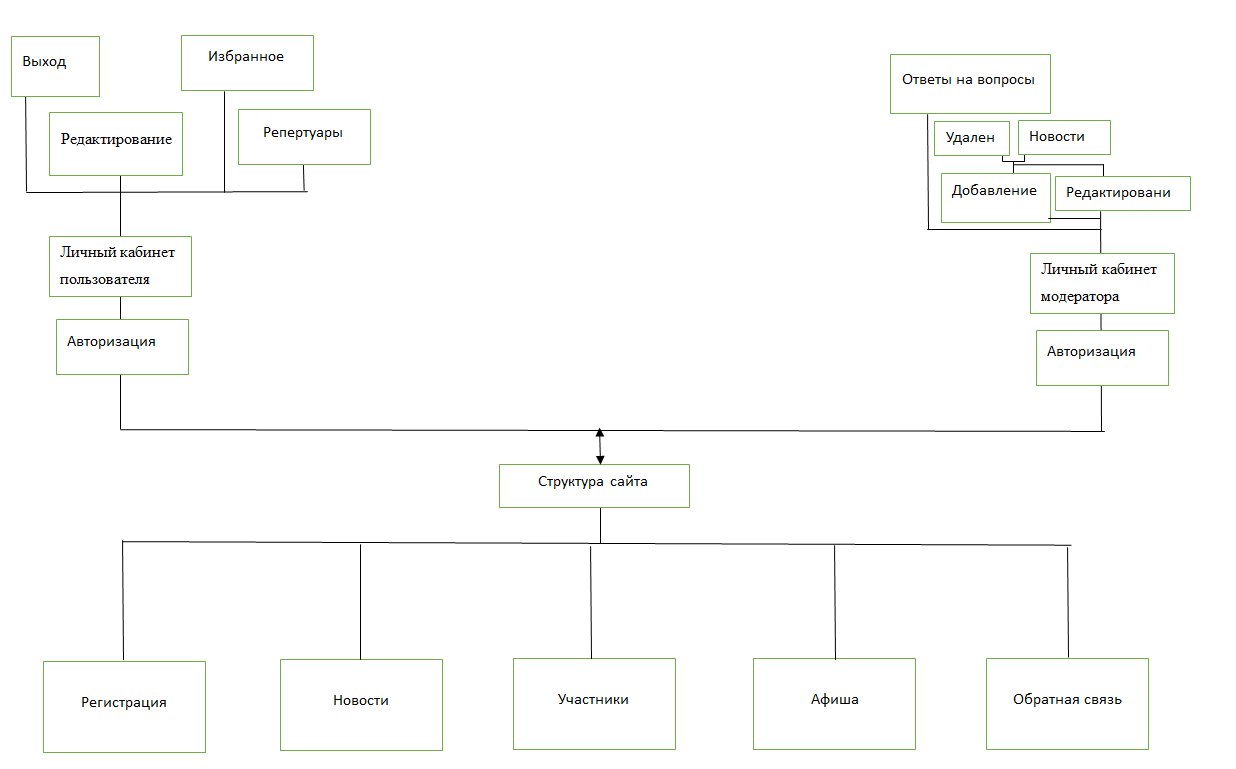 Выход
Избранное
Редактирование
Репертуары
Ответы на вопросы
Удален
Новости
Добавление
Редактировани
Личный кабинет
пользователя
Личный кабинет
модератора
Авторизация
Авторизация
Структура сайта
Регистрация
Новости
Участники
Афиша
Обратная связь